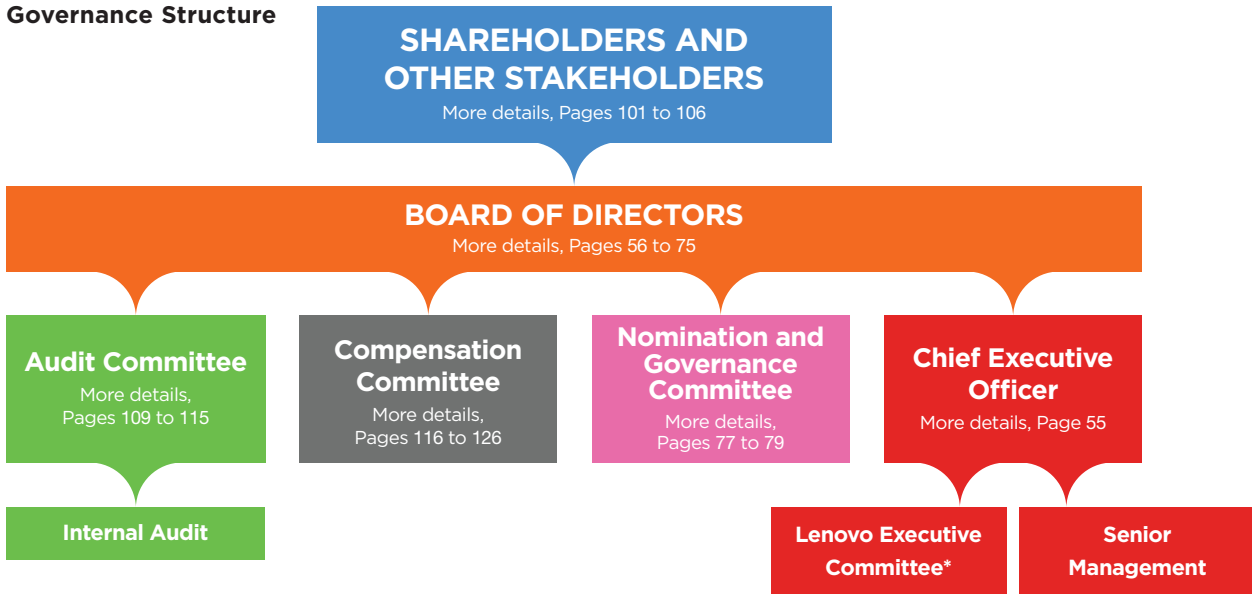 Governance Structure
SHAREHOLDERS AND
OTHER STAKEHOLDERS
More details, Pages 101 to 106
BOARD OF DIRECTORS
More details, Pages 56 to 75
Audit Committee
More details,
Pages 109 to 115
Compensation
Committee
More details,
Pages 116 to 126
Nomination and
Governance
Committee
More details,
Pages 77 to 79
Chief Executive
Officer
More details, Page 55
Internal Audit
Lenovo Executive
Committee*
Senior
Management